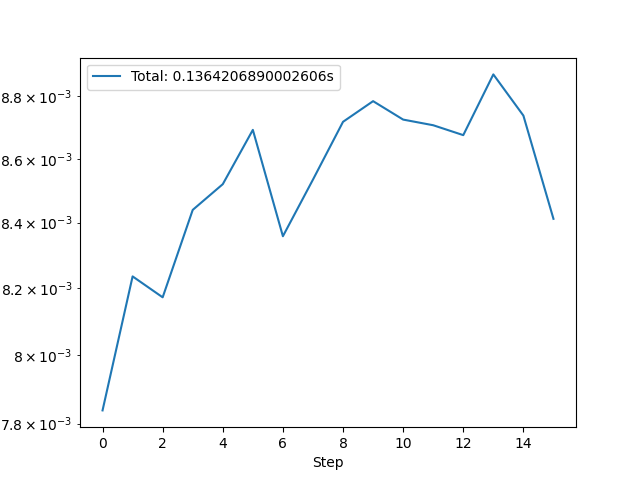 Total: 0.1364206890002606s
8.8 × 10⁻³
8.6 × 10⁻³
8.4 × 10⁻³
8.2 × 10⁻³
8 × 10⁻³
7.8 × 10⁻³
0 2 4 6 8 10 12 14
Step